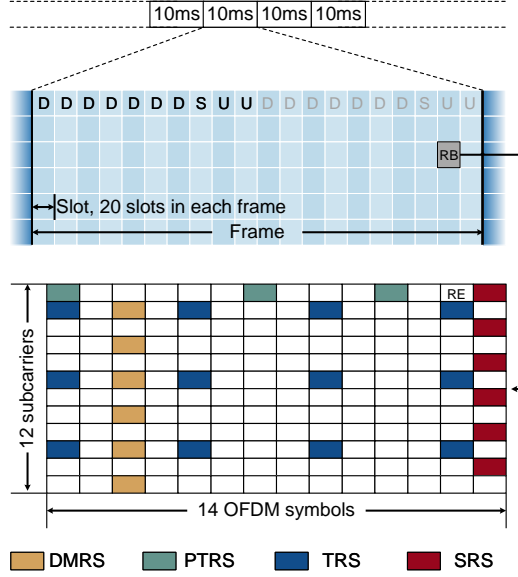 10ms 10ms 10ms 10ms
D D D D D D D S U U D D D D D D D S U U
RB
Slot, 20 slots in each frame
Frame
RE
12 subcarriers
14 OFDM symbols
DMRS PTRS TRS SRS